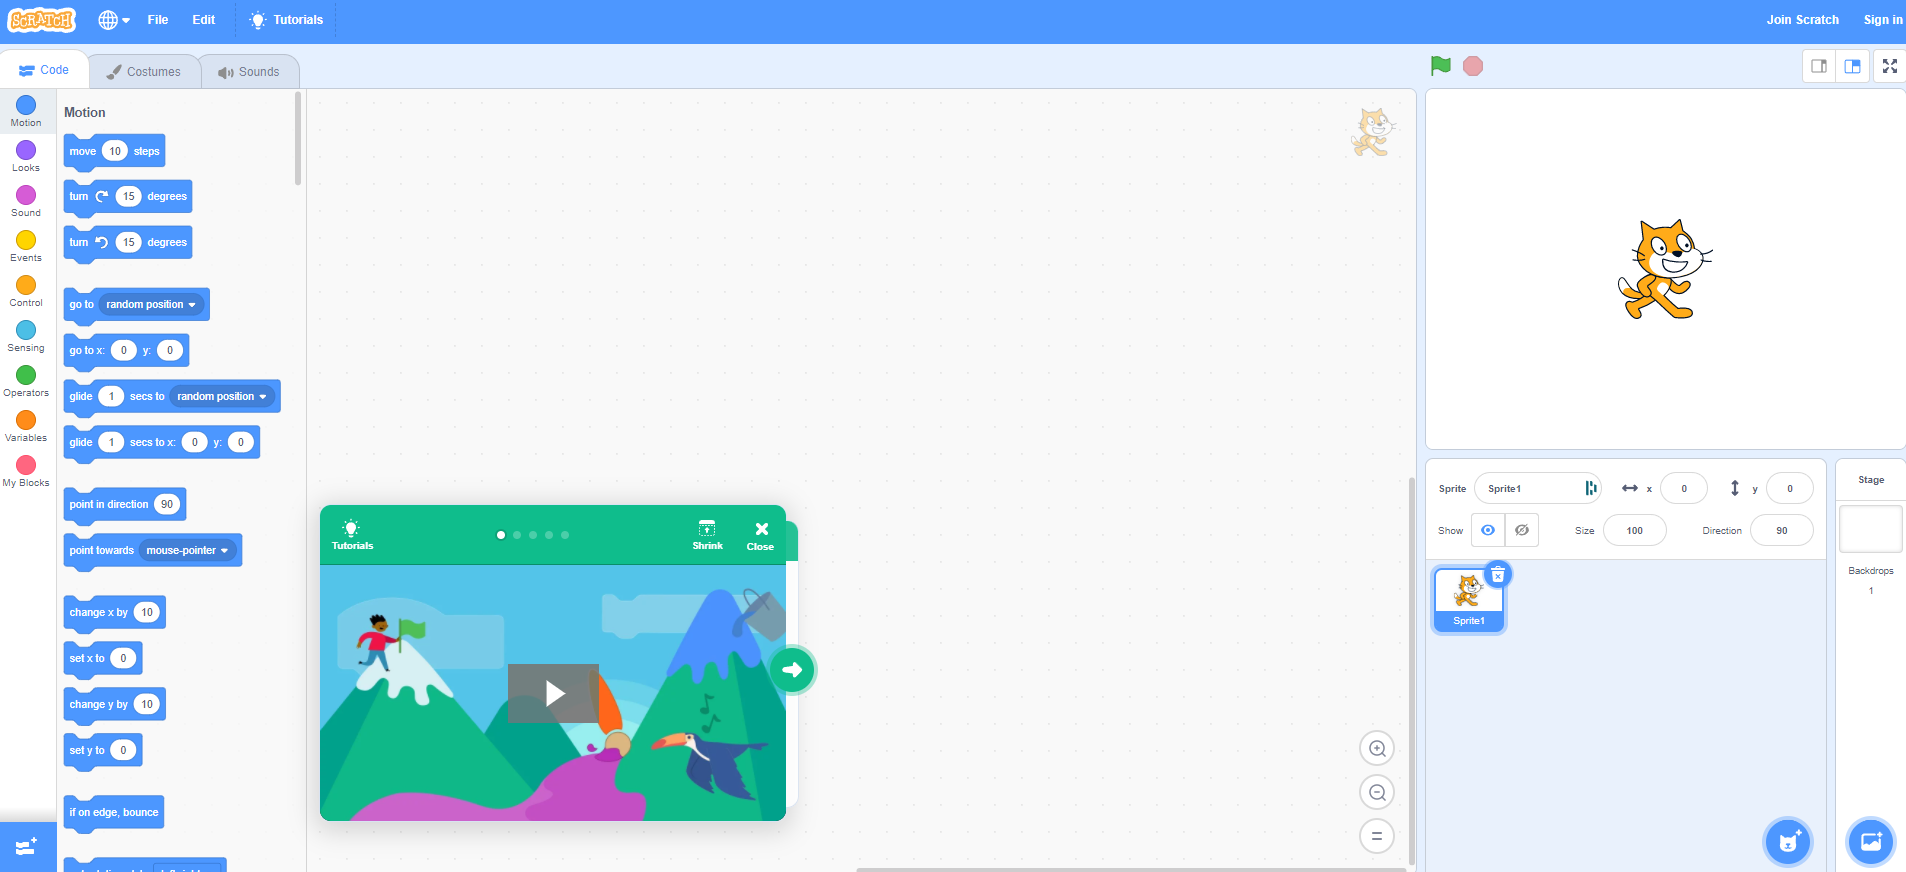 SCRATCH File Edit Tutorials Join Scratch Sign in
Code Costumes Sounds
Motion
Looks
Sound
Events
Control
Sensing
Operators
Variables
My Blocks
Motion
move 10 steps
turn 15 degrees
turn 15 degrees
go to random position
go to x: 0 y: 0
glide 1 secs to random position
glide 1 secs to x: 0 y: 0
point in direction 90
point towards mouse-pointer
change x by 10
set x to 0
change y by 10
set y to 0
if on edge, bounce
Tutorials Shrink Close
Sprite Sprite1 x 0 y 0
Show Size 100 Direction 90
Sprite1
Stage
Backdrops
1